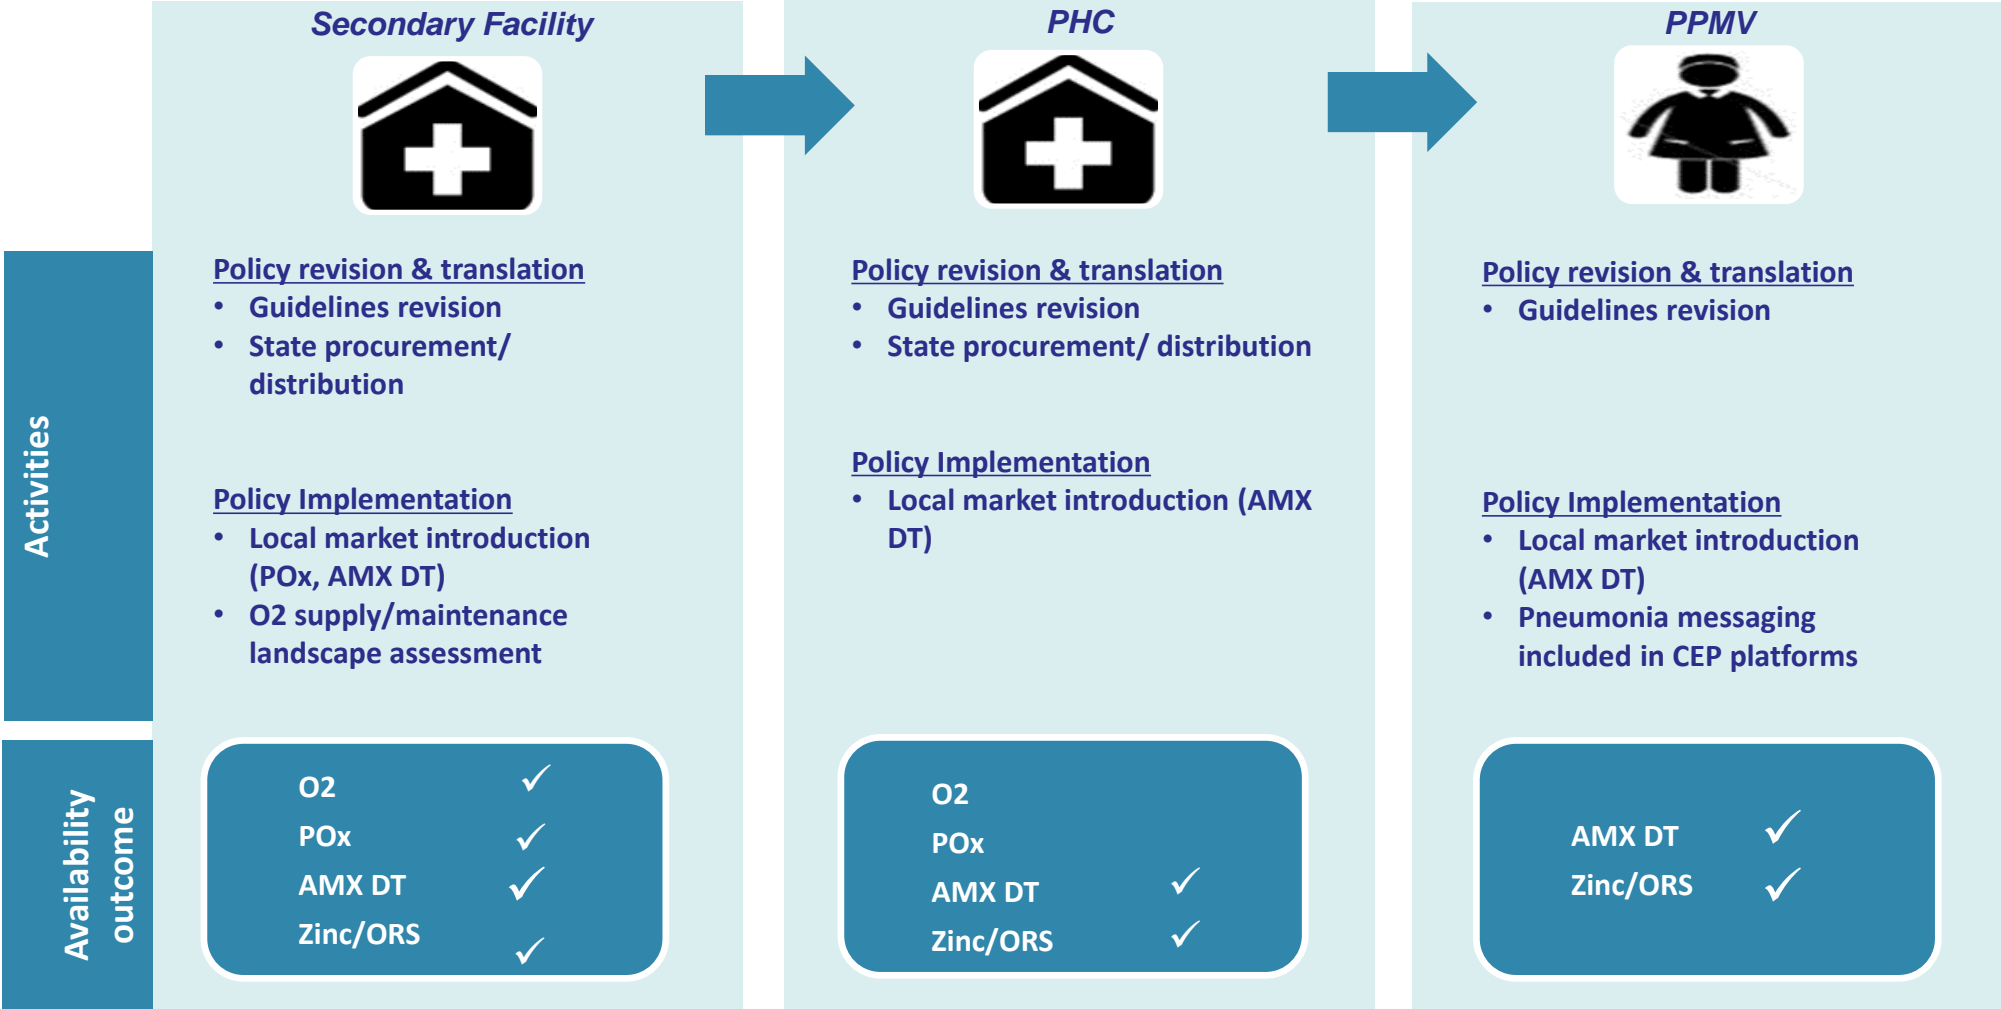 Secondary Facility
PHC
PPMV
Activities
Policy revision & translation
• Guidelines revision
• State procurement/
distribution
Policy Implementation
• Local market introduction
(POx, AMX DT)
• O2 supply/maintenance
landscape assessment
Policy revision & translation
• Guidelines revision
• State procurement/ distribution
Policy Implementation
• Local market introduction (AMX
DT)
Policy revision & translation
• Guidelines revision
Policy Implementation
• Local market introduction
(AMX DT)
• Pneumonia messaging
included in CEP platforms
Availability
outcome
O2 ✓
POx ✓
AMX DT ✓
Zinc/ORS ✓
O2
POx
AMX DT ✓
Zinc/ORS ✓
AMX DT ✓
Zinc/ORS ✓